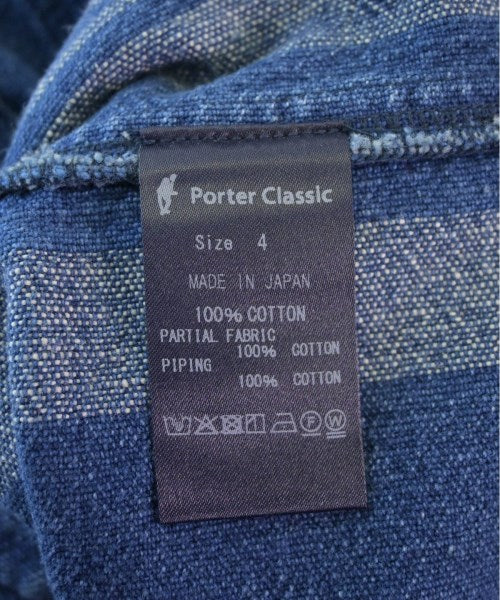 Porter Classic
Size 4
MADE IN JAPAN
100% COTTON
PARTIAL FABRIC
100% COTTON
PIPING
100% COTTON
F W